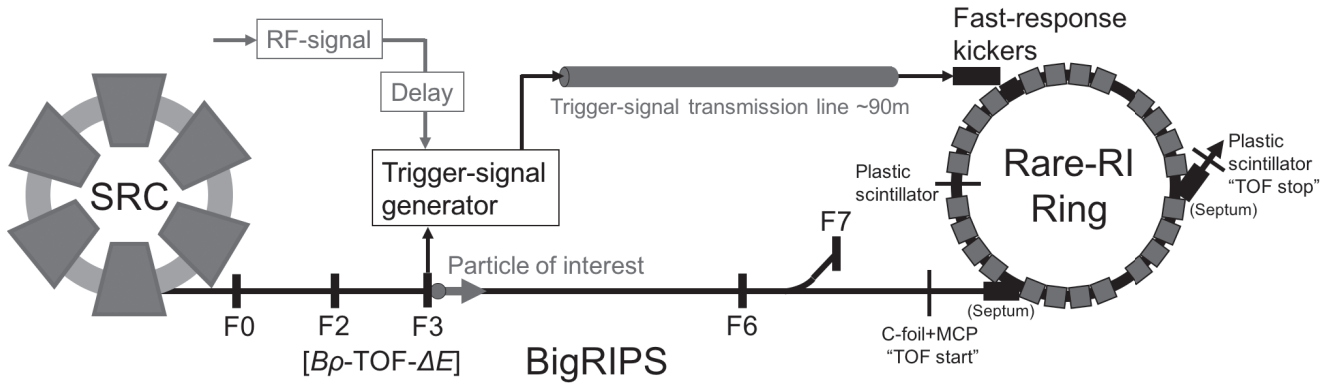 Fast-response
kickers
RF-signal
Delay
Trigger-signal transmission line ~90m
Trigger-signal
generator
SRC
Plastic
scintillator
Rare-RI
Ring
Plastic
scintillator
“TOF stop”
(Septum)
F7
Particle of interest
F0
F2
F3
F6
(Septum)
[Bρ-TOF-ΔE]
BigRIPS
C-foil+MCP
“TOF start”